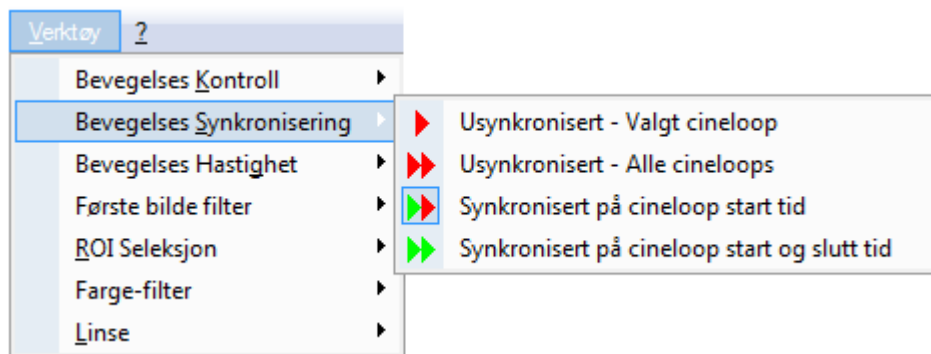 Verktøy ?
Bevegelses Kontroll
Bevegelses Synkronisering
Bevegelses Hastighet
Første bilde filter
ROI Seleksjon
Farge-filter
Linse
Usynkronisert - Valgt cineloop
Usynkronisert - Alle cineloops
Synkronisert på cineloop start tid
Synkronisert på cineloop start og slutt tid